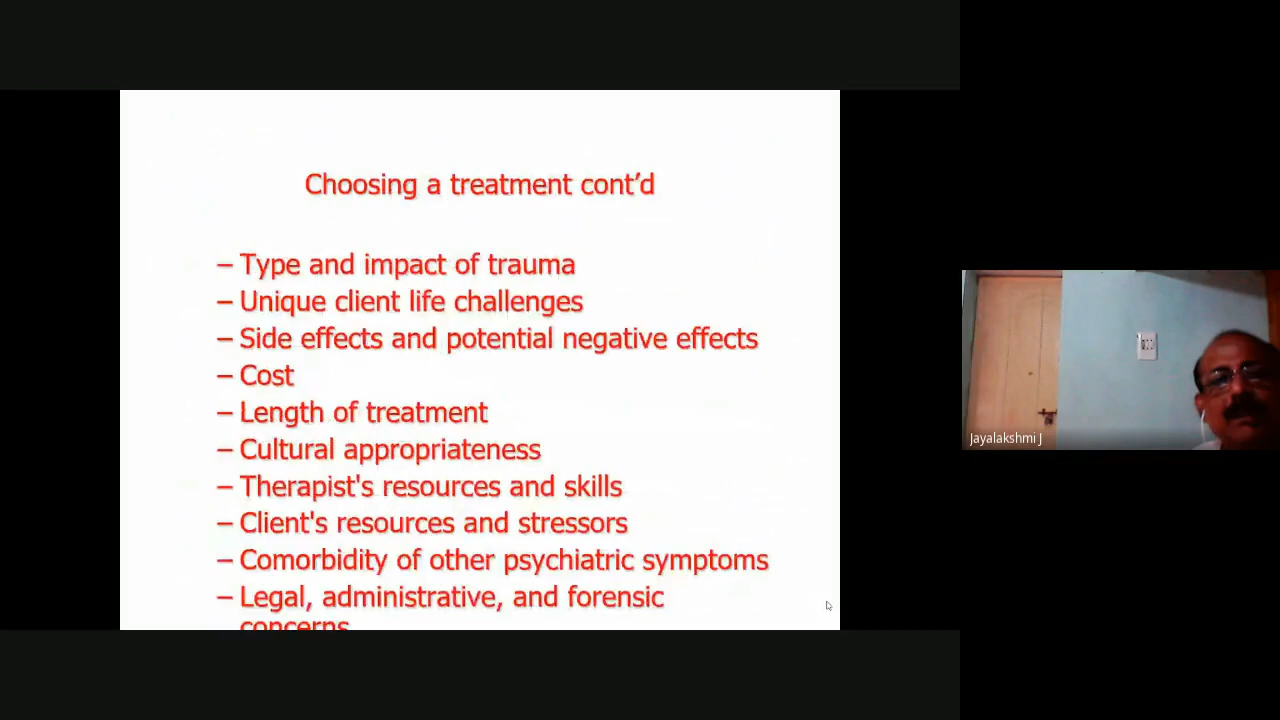 Choosing a treatment cont’d
– Type and impact of trauma
– Unique client life challenges
– Side effects and potential negative effects
– Cost
– Length of treatment
– Cultural appropriateness
– Therapist's resources and skills
– Client's resources and stressors
– Comorbidity of other psychiatric symptoms
– Legal, administrative, and forensic
concerns
Jayalakshmi J